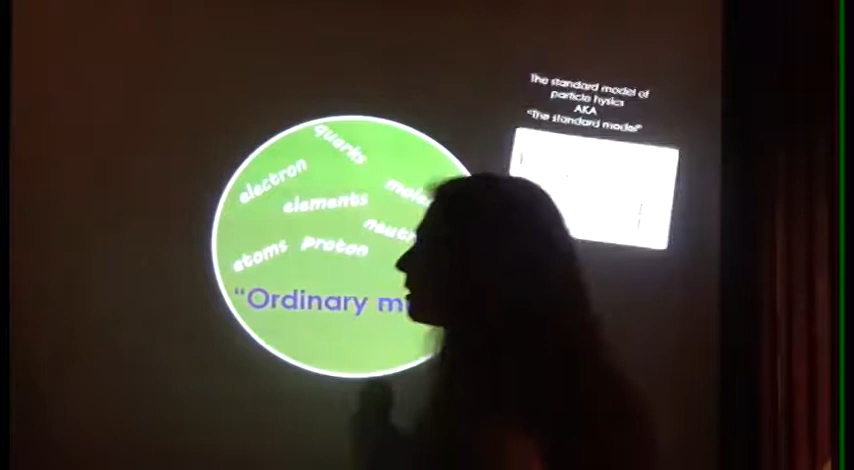 The standard model of
particle hysics
AKA
"The standard model"
quarks
electron
elements
atoms
proton
"Ordinary